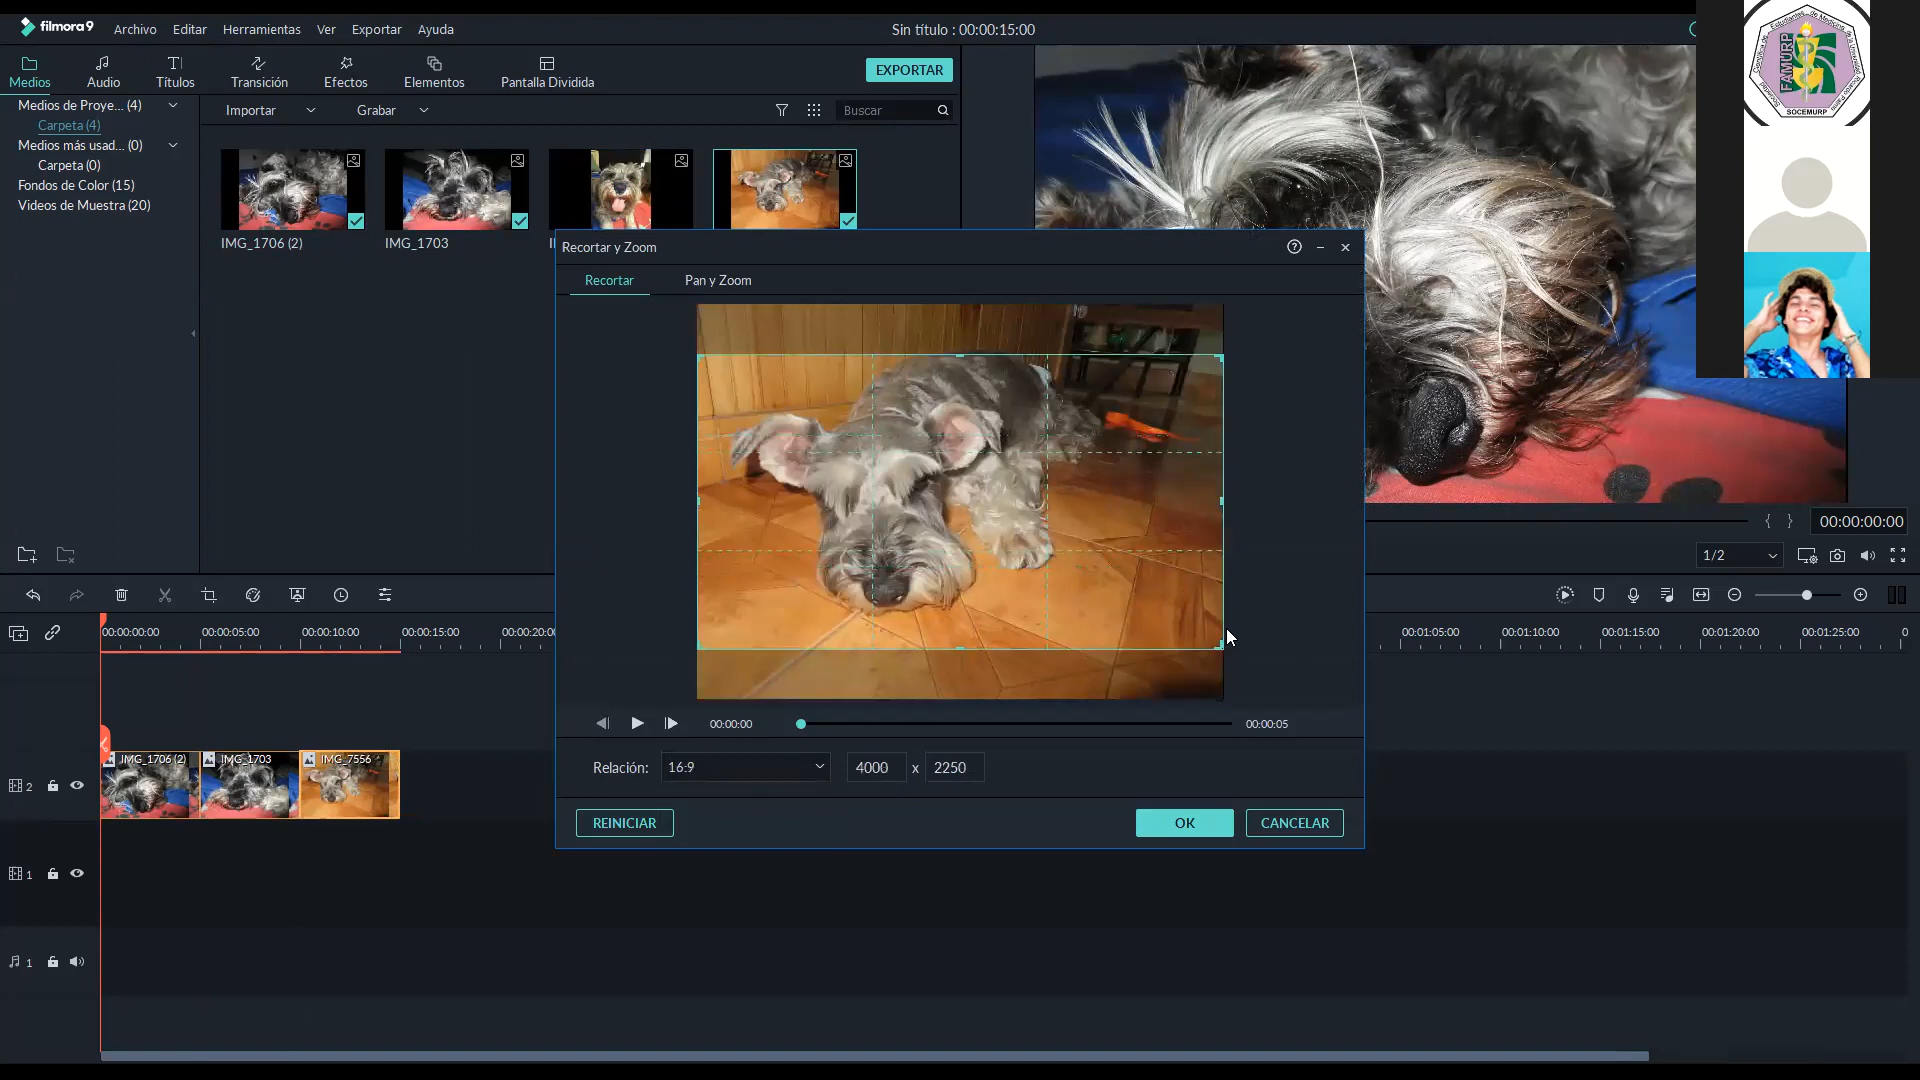 filmora9
Archivo Editar Herramientas Ver Exportar Ayuda
Sin título : 00:00:15:00
Medios Audio Títulos Transición Efectos Elementos Pantalla Dividida
EXPORTAR
Medios de Proye... (4)
Carpeta (4)
Medios más usad... (0)
Carpeta (0)
Fondos de Color (15)
Videos de Muestra (20)
Importar Grabar Buscar
IMG_1706 (2) IMG_1703
Recortar y Zoom
Recortar Pan y Zoom
00:00:00 00:00:05
Relación: 16:9 4000 x 2250
REINICIAR OK CANCELAR
FAMURP
SOCEMURP
{ } 00:00:00:00
1/2
00:00:00:00 00:00:05:00 00:00:10:00 00:00:15:00 00:00:20:0
00:01:05:00 00:01:10:00 00:01:15:00 00:01:20:00 00:01:25:00 0
IMG_1706 (2) IMG_1703 IMG_7556
2
1
1